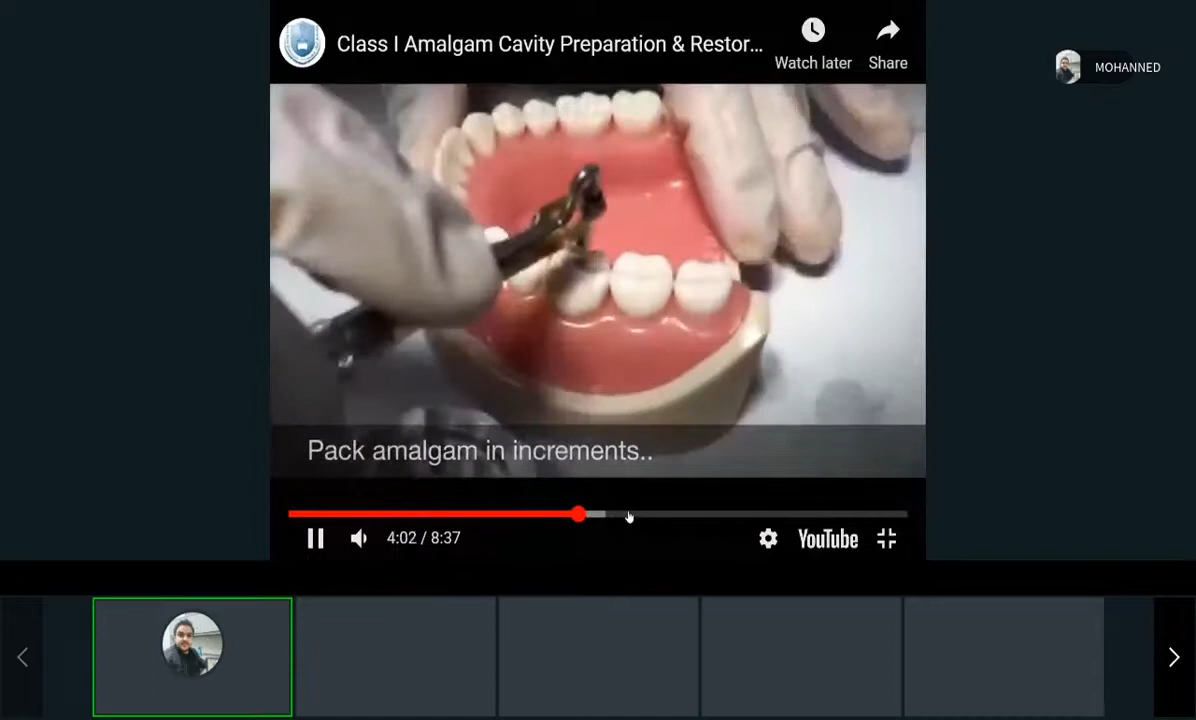 Class I Amalgam Cavity Preparation & Restor...
Watch later
Share
MOHANNED
Pack amalgam in increments..
4:02 / 8:37
YouTube